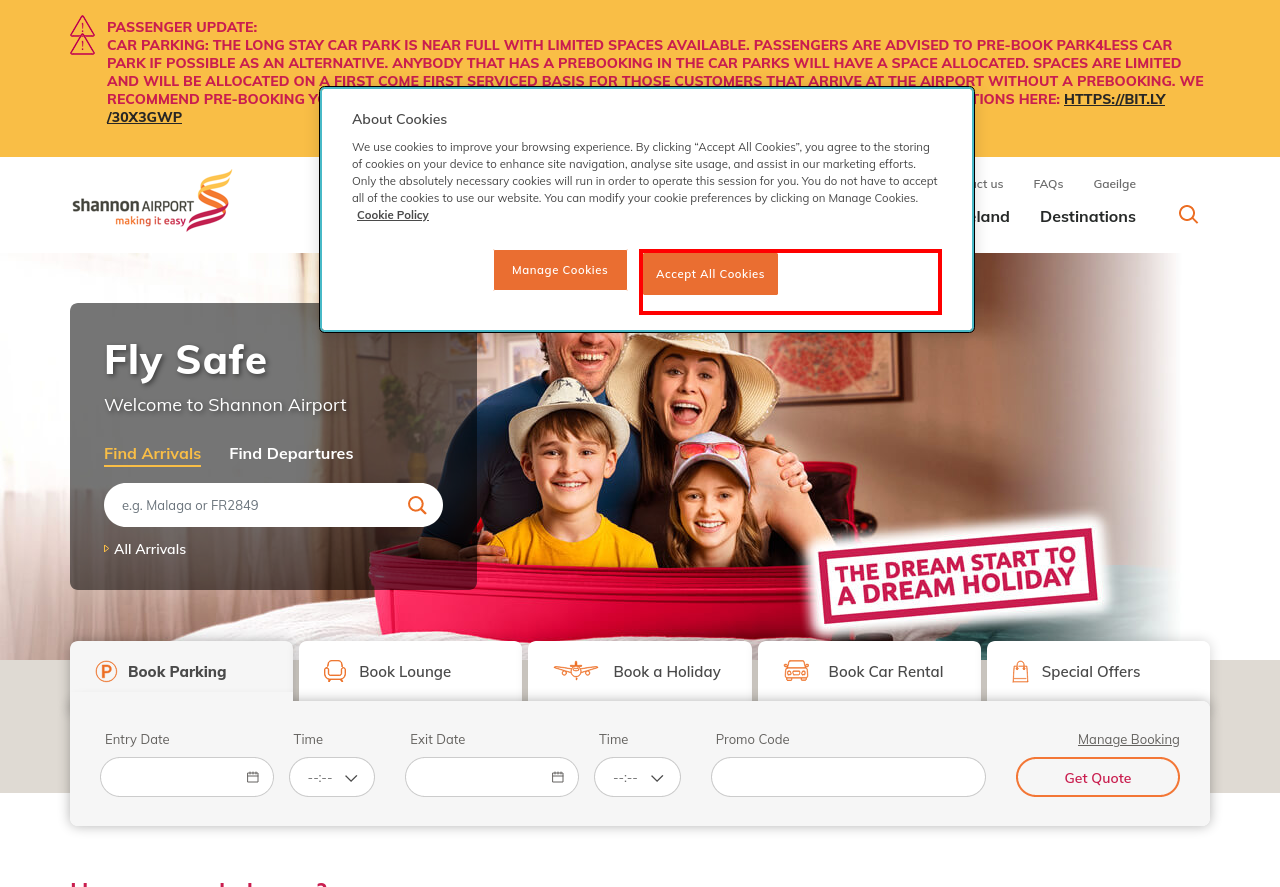 PASSENGER UPDATE:
CAR PARKING: THE LONG STAY CAR PARK IS NEAR FULL WITH LIMITED SPACES AVAILABLE. PASSENGERS ARE ADVISED TO PRE-BOOK PARK4LESS CAR
PARK IF POSSIBLE AS AN ALTERNATIVE. ANYBODY THAT HAS A PREBOOKING IN THE CAR PARKS WILL HAVE A SPACE ALLOCATED. SPACES ARE LIMITED
AND WILL BE ALLOCATED ON A FIRST COME FIRST SERVICED BASIS FOR THOSE CUSTOMERS THAT ARRIVE AT THE AIRPORT WITHOUT A PREBOOKING. WE
RECOMMEND PRE-BOOKING HERE: HTTPS://BIT.LY
/30X3GWP
About Cookies
We use cookies to improve your browsing experience. By clicking “Accept All Cookies”, you agree to the storing
of cookies on your device to enhance site navigation, analyse site usage, and assist in our marketing efforts.
Only the absolutely necessary cookies will run in order to operate this session for you. You do not have to accept
all of the cookies to use our website. You can modify your cookie preferences by clicking on Manage Cookies.
Cookie Policy
Manage Cookies
Accept All Cookies
shannon AIRPORT
making it easy
us FAQs Gaeilge
Destinations
Fly Safe
Welcome to Shannon Airport
Find Arrivals Find Departures
e.g. Malaga or FR2849
All Arrivals
THE DREAM START TO
A DREAM HOLIDAY
Book Parking
Book Lounge
Book a Holiday
Book Car Rental
Special Offers
Entry Date Time Exit Date Time Promo Code Manage Booking
--:-- --:-- Get Quote